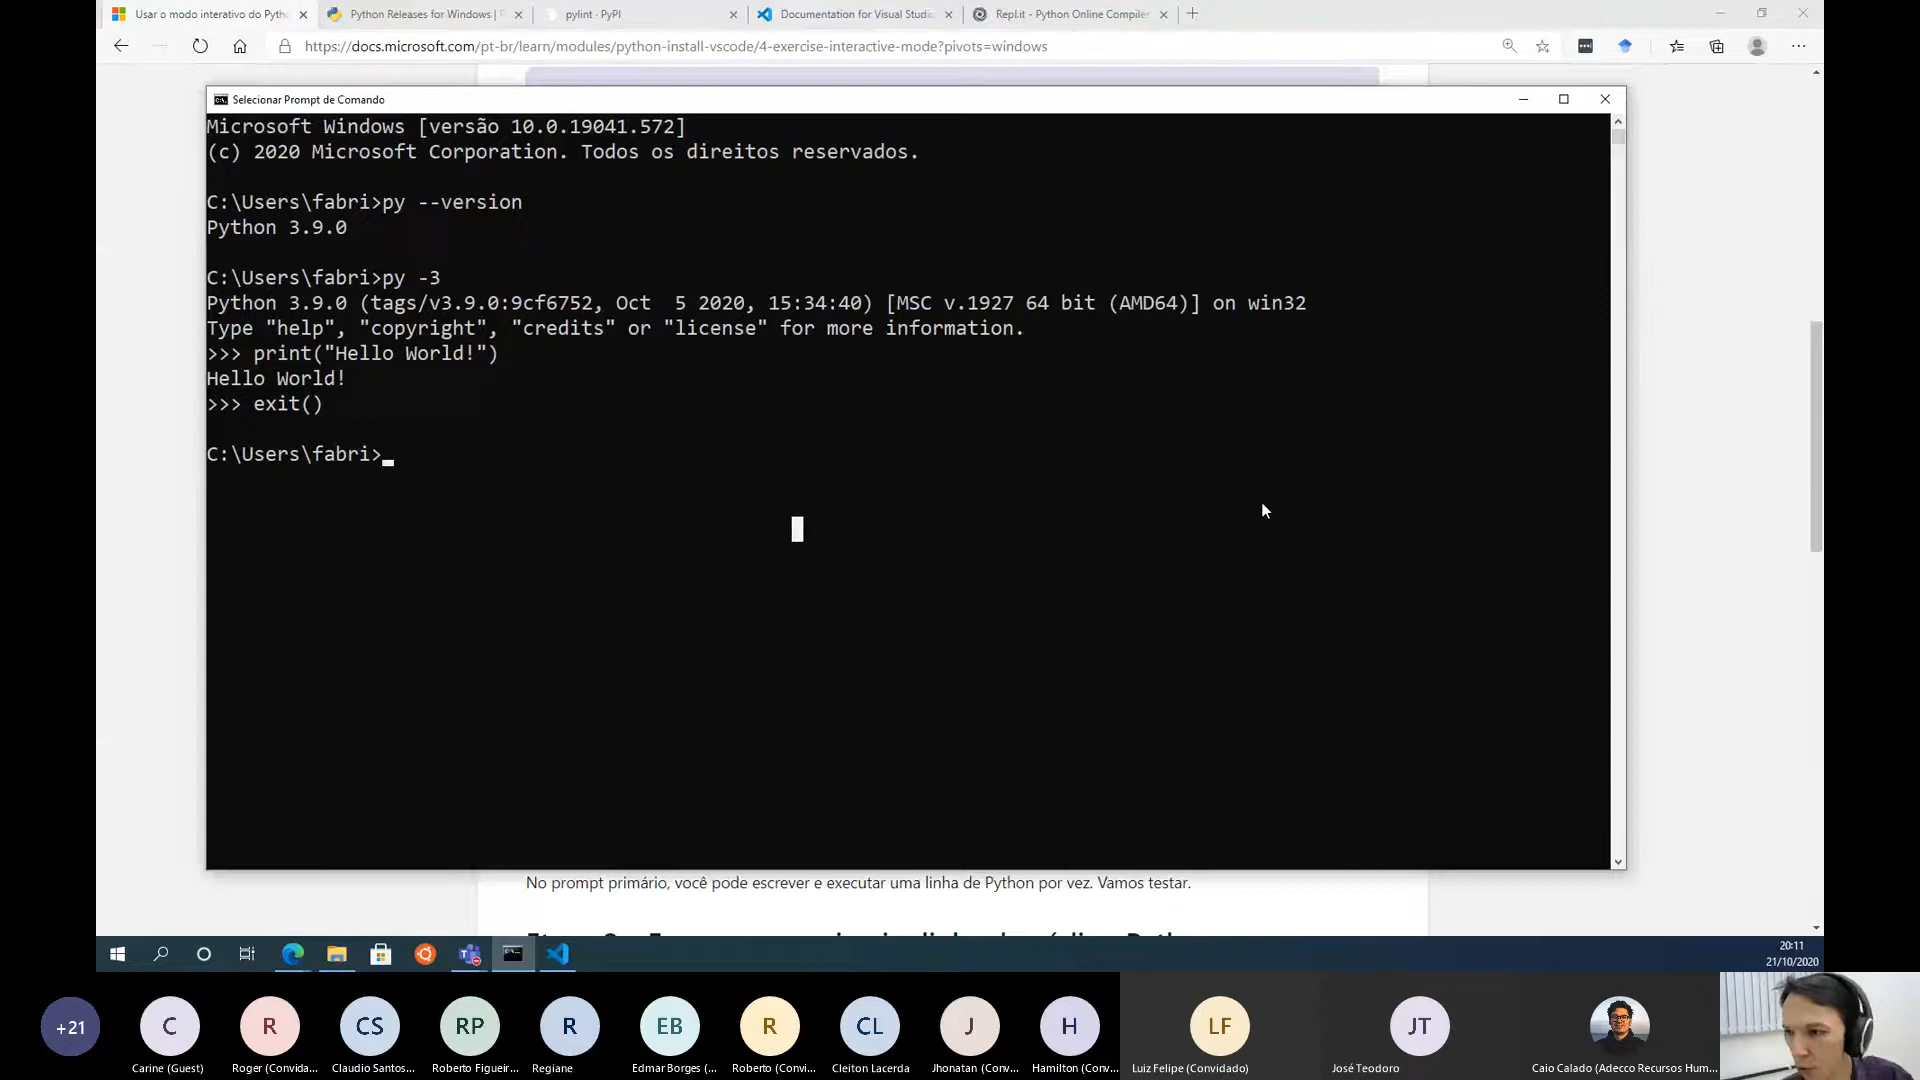 Usar o modo interativo do Pytho
Python Releases for Windows |
pylint · PyPI
Documentation for Visual Studio
Repl.it - Python Online Compiler
https://docs.microsoft.com/pt-br/learn/modules/python-install-vscode/4-exercise-interactive-mode?pivots=windows
Selecionar Prompt de Comando
Microsoft Windows [versão 10.0.19041.572]
(c) 2020 Microsoft Corporation. Todos os direitos reservados.
C:\Users\fabri>py --version
Python 3.9.0
C:\Users\fabri>py -3
Python 3.9.0 (tags/v3.9.0:9cf6752, Oct  5 2020, 15:34:40) [MSC v.1927 64 bit (AMD64)] on win32
Type "help", "copyright", "credits" or "license" for more information.
>>> print("Hello World!")
Hello World!
>>> exit()
C:\Users\fabri>
No prompt primário, você pode escrever e executar uma linha de Python por vez. Vamos testar.
20:11
21/10/2020
+21
C
R
CS
RP
R
EB
R
CL
J
H
LF
JT
Carine (Guest)
Roger (Convida...
Claudio Santos...
Roberto Figueir...
Regiane
Edmar Borges (...
Roberto (Convi...
Cleiton Lacerda
Jhonatan (Conv...
Hamilton (Conv...
Luiz Felipe (Convidado)
José Teodoro
Caio Calado (Adecco Recursos Hum...